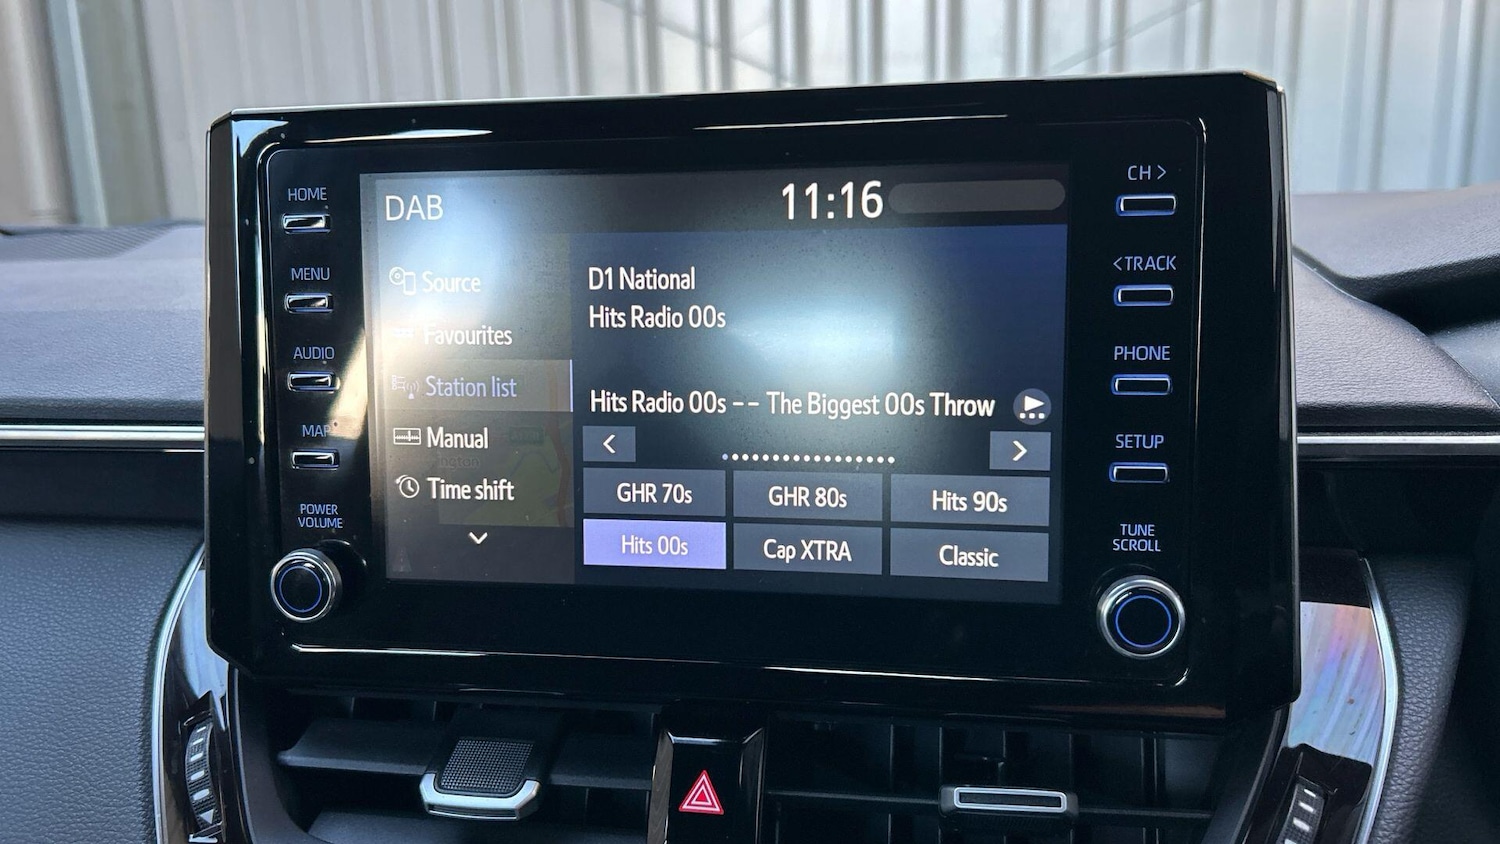 HOME
MENU
AUDIO
MAP
POWER
VOLUME
DAB
11:16
Source
Favourites
Station list
Manual
Time shift
D1 National
Hits Radio 00s
Hits Radio 00s -- The Biggest 00s Throw
<
>
GHR 70s
GHR 80s
Hits 90s
Hits 00s
Cap XTRA
Classic
CH >
< TRACK
PHONE
SETUP
TUNE
SCROLL